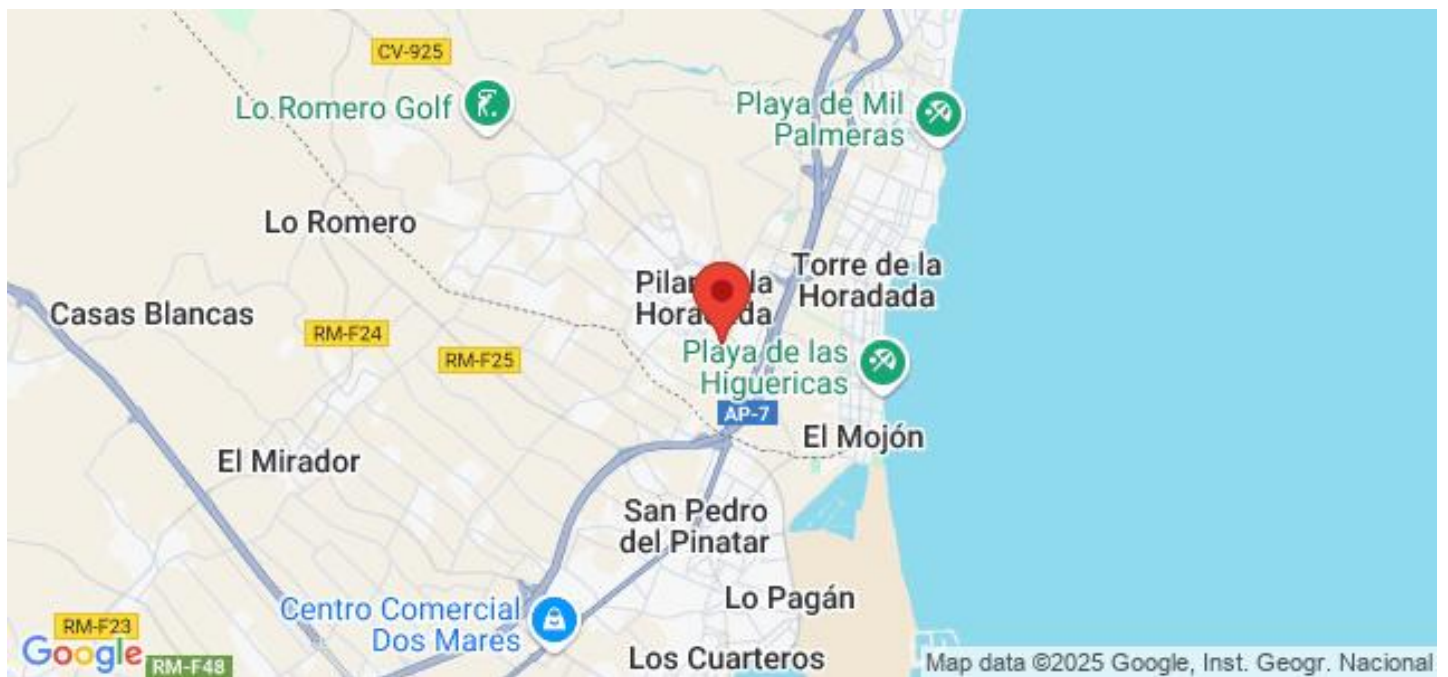 CV-925
Lo Romero Golf
Playa de Mil
Palmeras
Lo Romero
Torre de la
Horadada
Horada
Casas Blancas
RM-F24
RM-F25
Playa de las
Higuericas
AP-7
El Mojón
El Mirador
San Pedro
del Pinatar
Lo Pagán
Centro Comercial
Dos Mares
RM-F23
Google
RM-F48
Los Cuarteros
Map data ©2025 Google, Inst. Geogr. Nacional